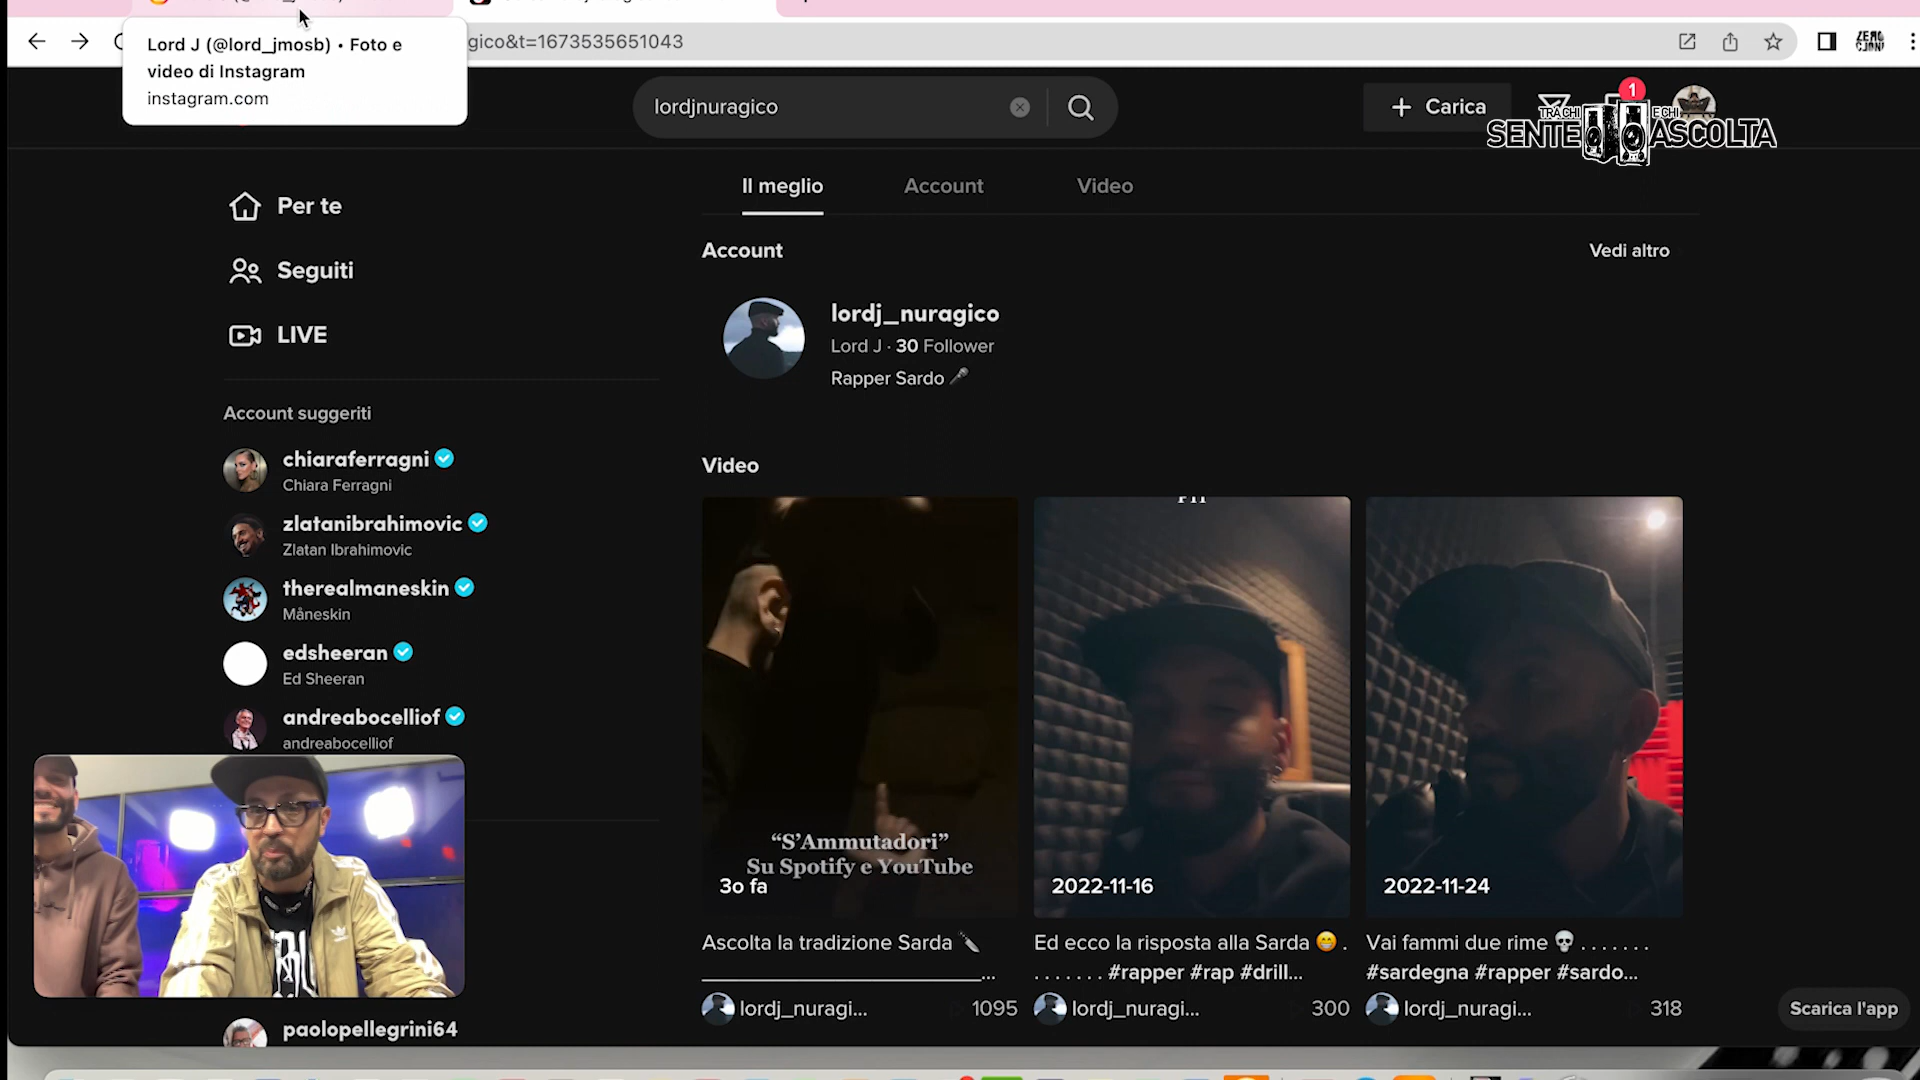 Lord J (@lord_jmosb) • Foto e
video di Instagram
instagram.com
gico&t=1673535651043
ZERO
lordjnuragico
Carica
1
TRA CHI
E CHI
SENTE
ASCOLTA
Il meglio
Account
Video
Per te
Seguiti
LIVE
Account
Vedi altro
lordj_nuragico
Lord J · 30 Follower
Rapper Sardo 🎤
Account suggeriti
chiaraferragni
Chiara Ferragni
zlatanibrahimovic
Zlatan Ibrahimovic
therealmaneskin
Måneskin
edsheeran
Ed Sheeran
andreabocelliof
andreabocelliof
paolopellegrini64
Video
“S’Ammutadori”
Su Spotify e YouTube
3o fa
2022-11-16
2022-11-24
Ascolta la tradizione Sarda 🔪
______________________________...
lordj_nuragi...
1095
Ed ecco la risposta alla Sarda 😁 .
. . . . . . . #rapper #rap #drill...
lordj_nuragi...
300
Vai fammi due rime 💀 . . . . . . .
#sardegna #rapper #sardo...
lordj_nuragi...
318
Scarica l'app